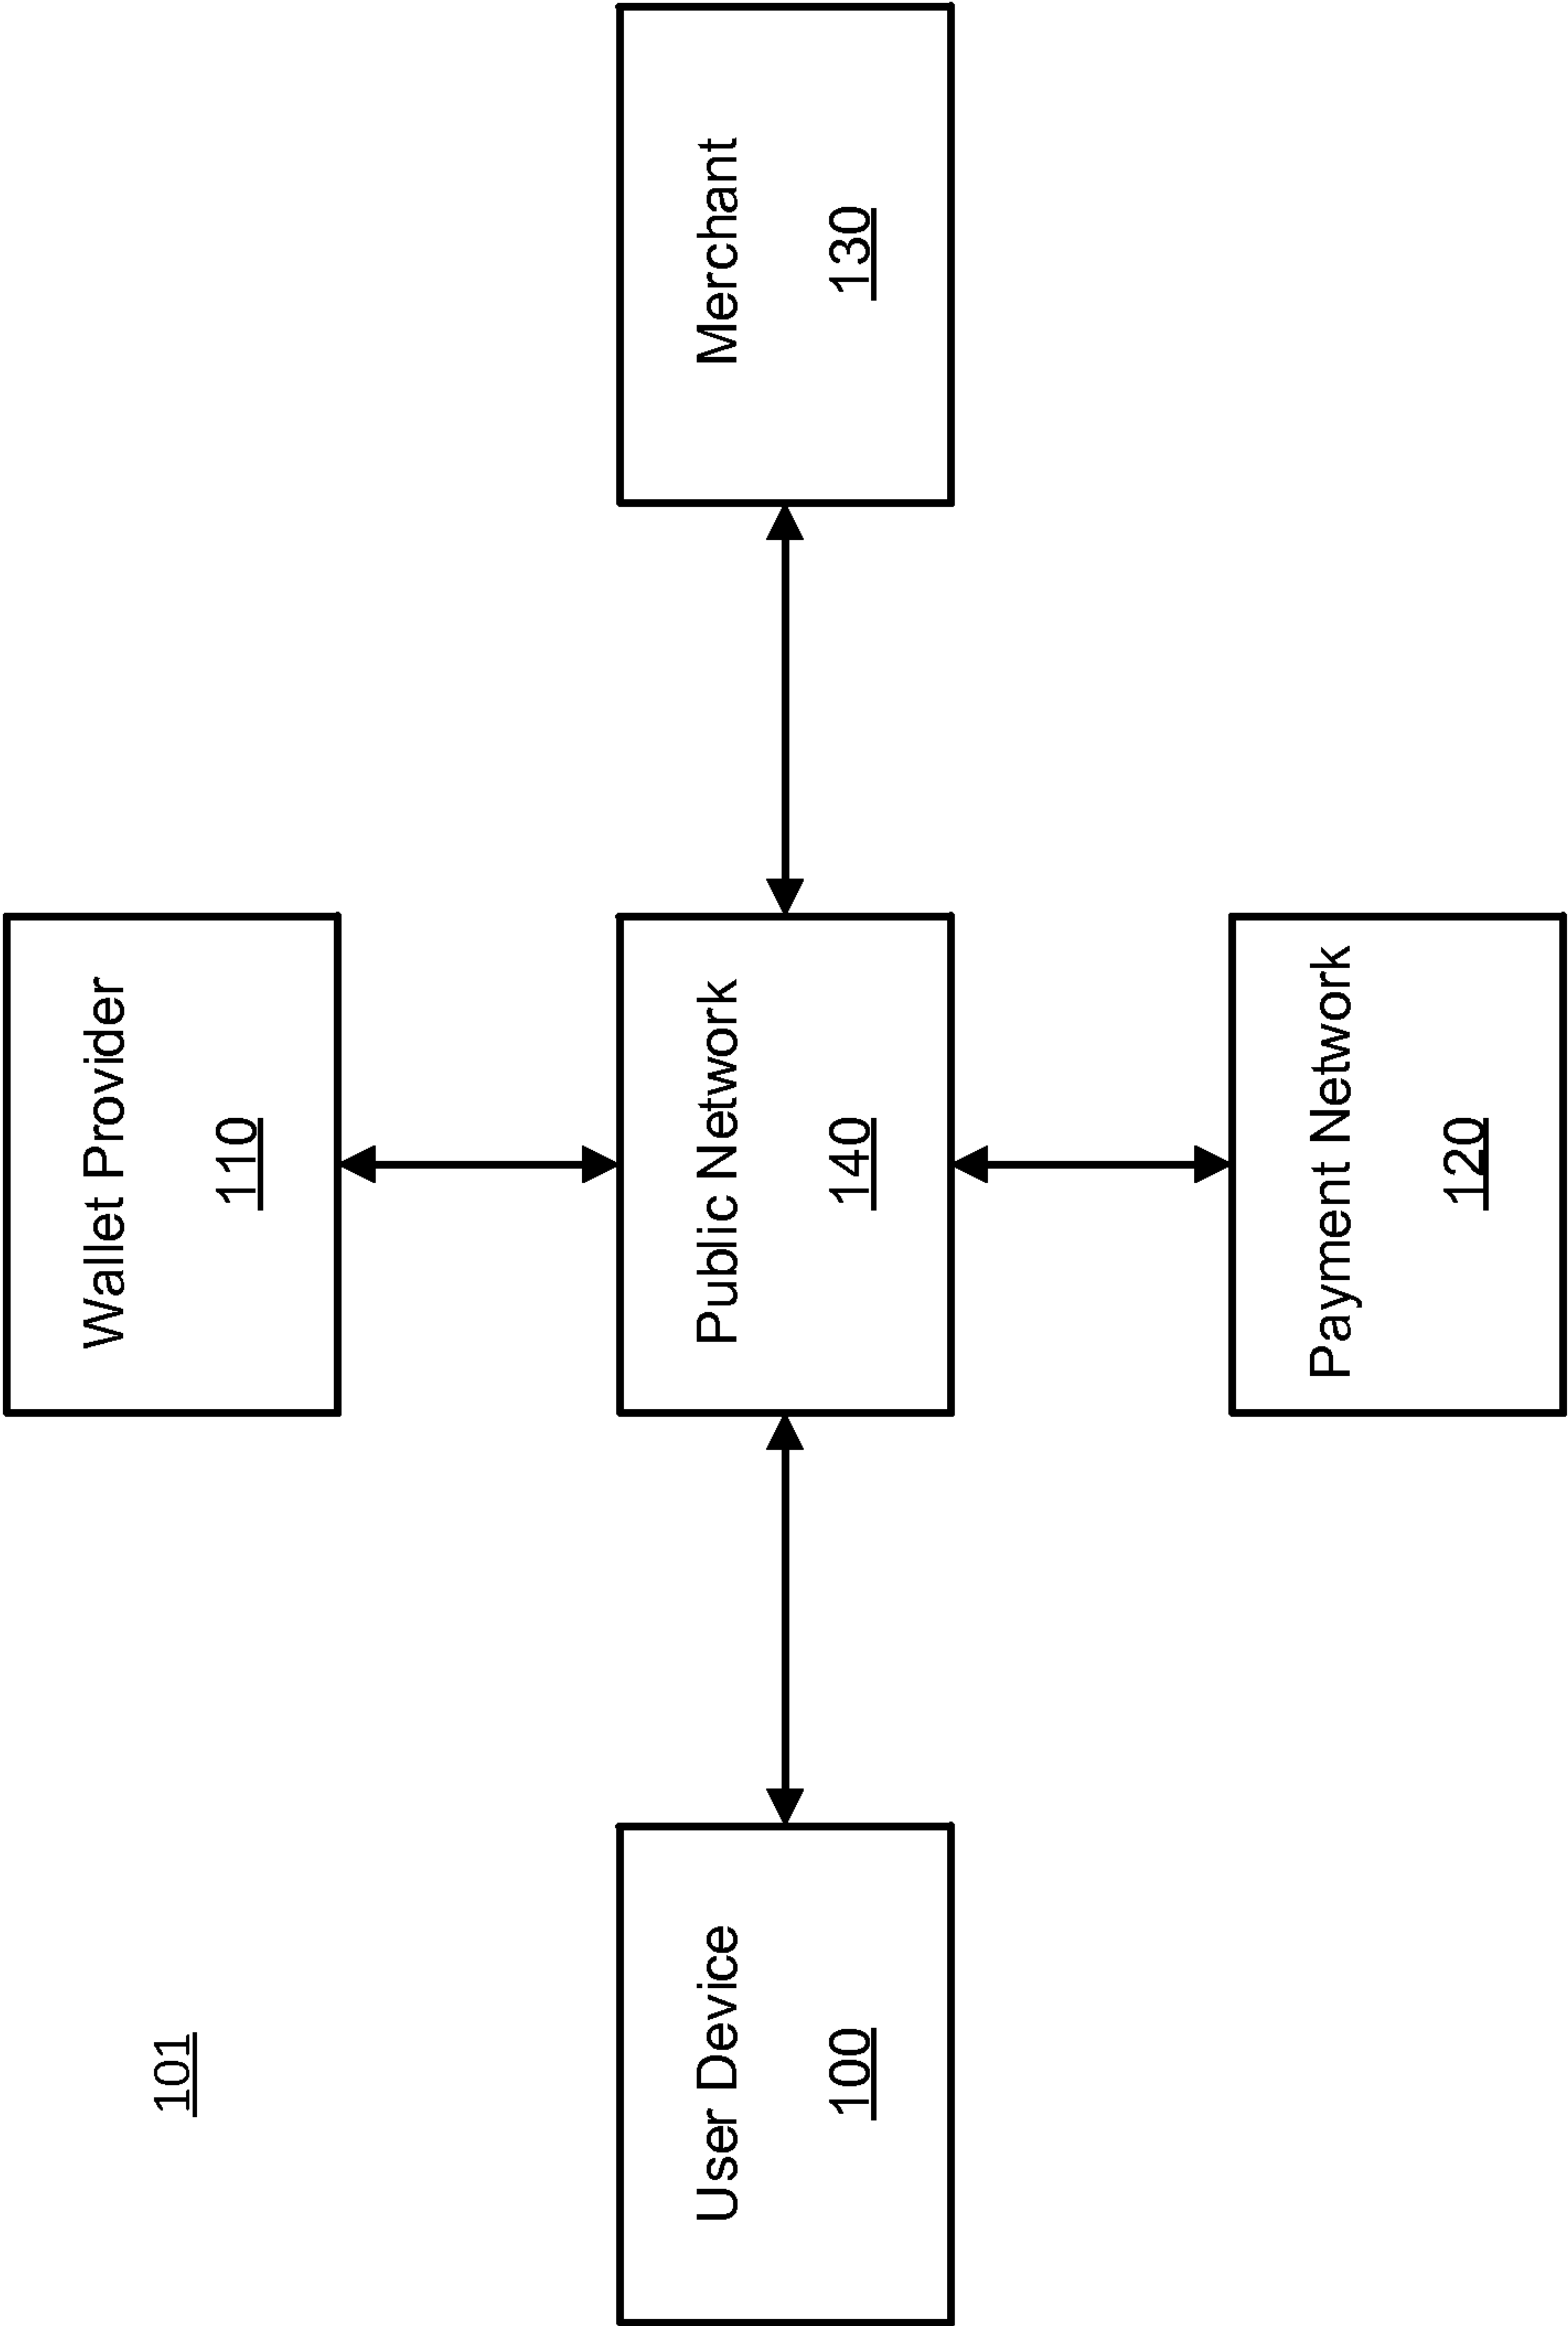 101
Wallet Provider
110
User Device
100
Public Network
140
Merchant
130
Payment Network
120